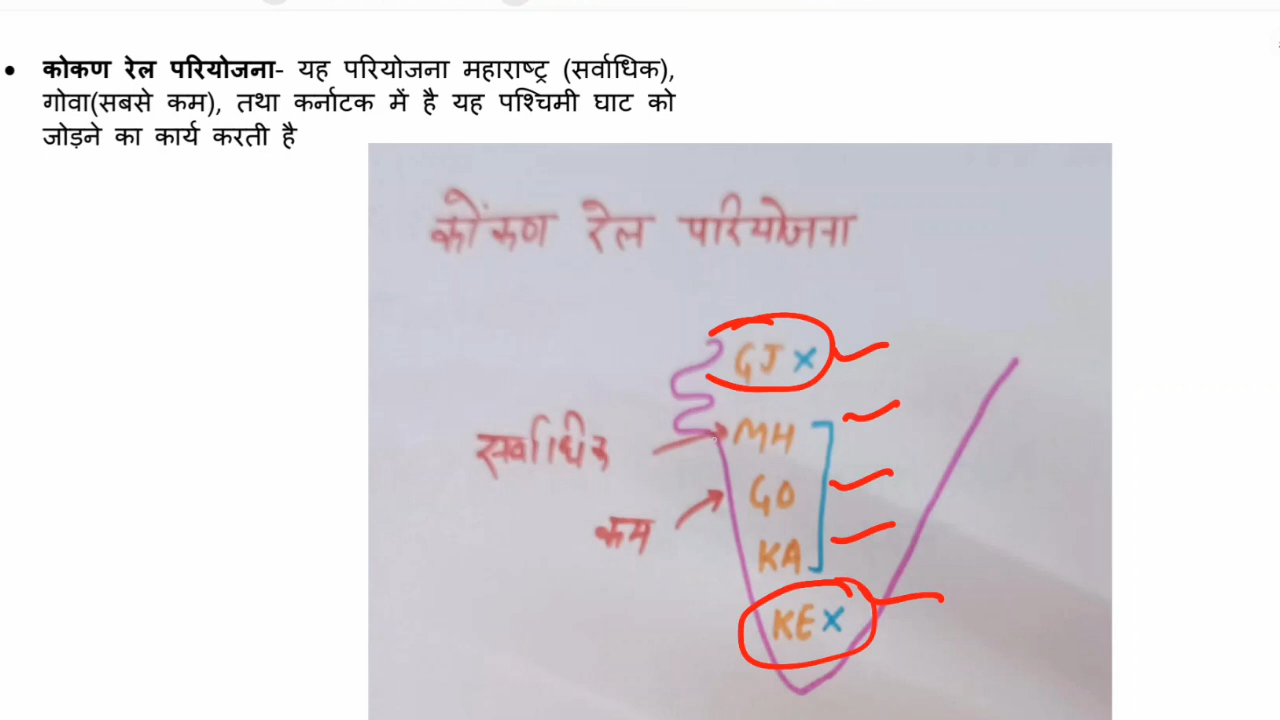 • कोकण रेल परियोजना- यह परियोजना महाराष्ट्र (सर्वाधिक),
गोवा(सबसे कम), तथा कर्नाटक में है यह पश्चिमी घाट को
जोड़ने का कार्य करती है
कोंकण रेल परियोजना
GJ x
सर्वाधिक
MH
GO
कम
KA
KE x